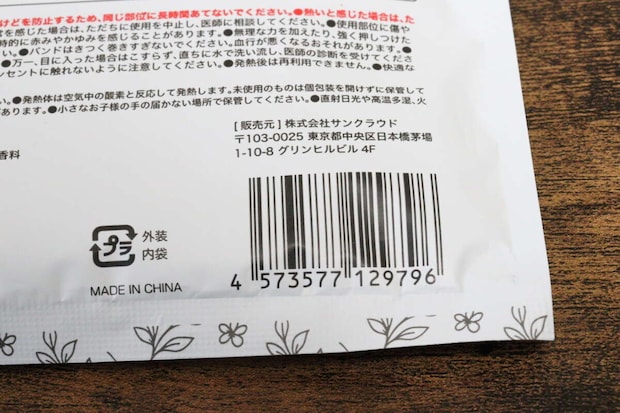 けどを防止するため、同じ部位に長時間あてないでください。●熱いと感じた場合は、た
を感じた場合は、ただちに使用を中止し、医師に相談してください。●使用部位に傷や
時的に赤みやかゆみを感じることがあります。●無理な力を加えたり、強く押しつけた
い。●バンドはきつく巻きすぎないでください。血行が悪くなるおそれがあります。●
●万一、目に入った場合はこすらず、直ちに水で洗い流し、医師の診断を受けてくださ
ンセントに触れないように注意してください。●発熱後は再利用できません。●快適な
い。●発熱体は空気中の酸素と反応して発熱します。未使用のものは個包装を開けずに保管して
があります。●小さなお子様の手の届かない場所で保管してください。●直射日光や高温多湿、火
香料
[ 販売元 ] 株式会社サンクラウド
〒103-0025 東京都中央区日本橋茅場
1-10-8 グリンヒルビル 4F
プラ
外装
内袋
MADE IN CHINA
4 573577 129796